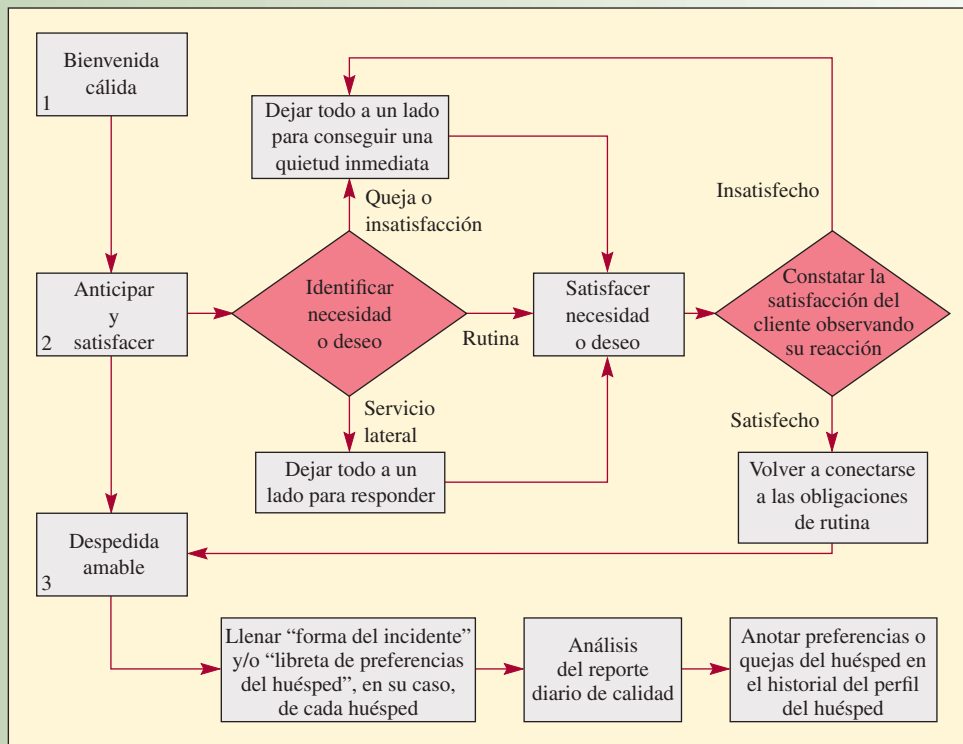 Bienvenida
cálida
1
Anticipar
y
satisfacer
2
Despedida
amable
3
Identificar
necesidad
o deseo
Queja o
insatisfacción
Dejar todo a un lado
para conseguir una
quietud inmediata
Rutina
Servicio
lateral
Dejar todo a un
lado para responder
Satisfacer
necesidad
o deseo
Constatar la
satisfacción del
cliente observando
su reacción
Insatisfecho
Satisfecho
Volver a conectarse
a las obligaciones
de rutina
Llenar “forma del incidente”
y/o “libreta de preferencias
del huésped”, en su caso,
de cada huésped
Análisis
del reporte
diario de calidad
Anotar preferencias o
quejas del huésped en
el historial del perfil
del huésped